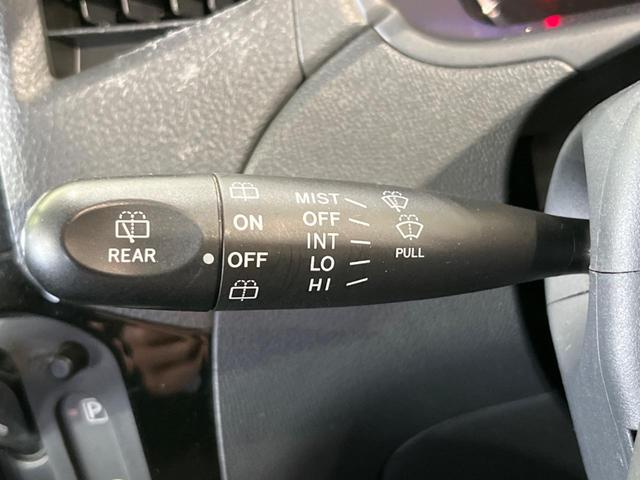 REAR
ON
OFF
MIST
OFF
INT
LO
HI
PULL
P